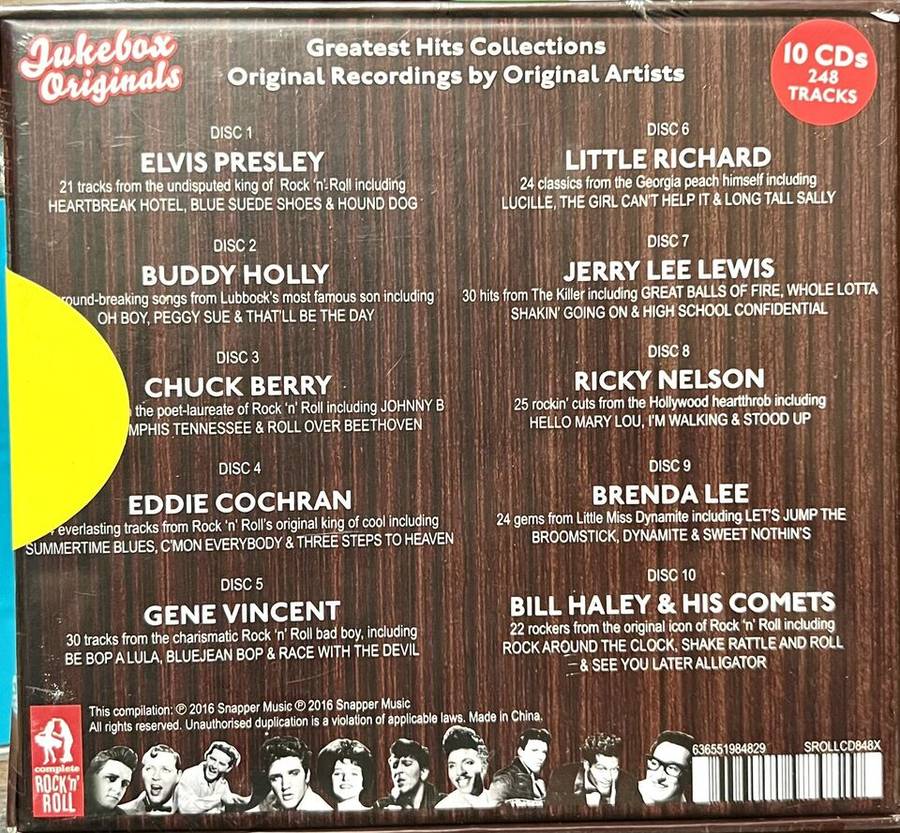 Jukebox
Originals
Greatest Hits Collections
Original Recordings by Original Artists
10 CDs
248
TRACKS
DISC 1
ELVIS PRESLEY
21 tracks from the undisputed king of Rock 'n'-Roll including
HEARTBREAK HOTEL, BLUE SUEDE SHOES & HOUND DOG
DISC 2
BUDDY HOLLY
songs from Lubbock's most famous son including
OH BOY, PEGGY SUE & THAT'LL BE THE DAY
DISC 3
CHUCK BERRY
the poet-laureate of Rock 'n' Roll including JOHNNY B
TENNESSEE & ROLL OVER BEETHOVEN
DISC 4
EDDIE COCHRAN
everlasting tracks from Rock 'n' Roll's original king of cool including
SUMMERTIME BLUES, C'MON EVERYBODY & THREE STEPS TO HEAVEN
DISC 5
GENE VINCENT
30 tracks from the charismatic Rock 'n' Roll bad boy, including
BE BOP A LULA, BLUEJEAN BOP & RACE WITH THE DEVIL
DISC 6
LITTLE RICHARD
24 classics from the Georgia peach himself including
LUCILLE, THE GIRL CAN'T HELP IT & LONG TALL SALLY
DISC 7
JERRY LEE LEWIS
30 hits from The Killer including GREAT BALLS OF FIRE, WHOLE LOTTA
SHAKIN' GOING ON & HIGH SCHOOL CONFIDENTIAL
DISC 8
RICKY NELSON
25 rockin' cuts from the Hollywood heartthrob including
HELLO MARY LOU, I'M WALKING & STOOD UP
DISC 9
BRENDA LEE
24 gems from Little Miss Dynamite including LET'S JUMP THE
BROOMSTICK, DYNAMITE & SWEET NOTHIN'S
DISC 10
BILL HALEY & HIS COMETS
22 rockers from the original icon of Rock 'n' Roll including
ROCK AROUND THE CLOCK, SHAKE RATTLE AND ROLL
& SEE YOU LATER ALLIGATOR
This compilation: ℗ 2016 Snapper Music ℗ 2016 Snapper Music
All rights reserved. Unauthorised duplication is a violation of applicable laws. Made in China.
complete
ROCK 'n'
ROLL
636551984829 SROLLCD848X